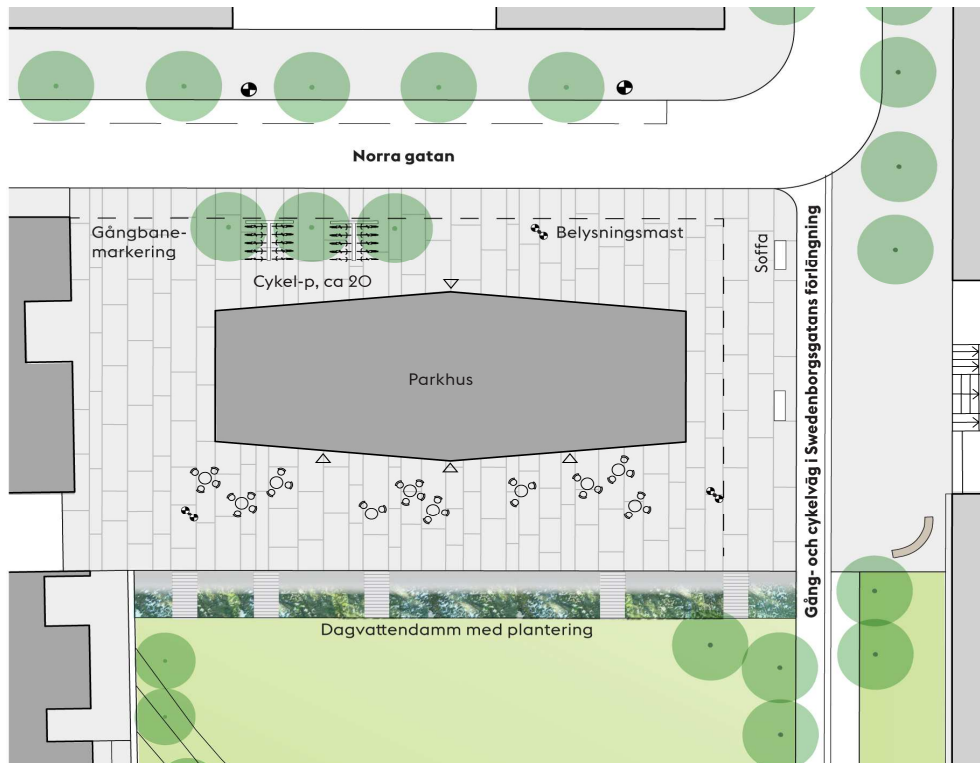 Norra gatan
Gångbane-
markering
Belysningsmast
Soffa
Cykel-p, ca 20
Parkhus
Gång- och cykelväg i Swedenborgsgatans förlängning
Dagvattendamm med plantering